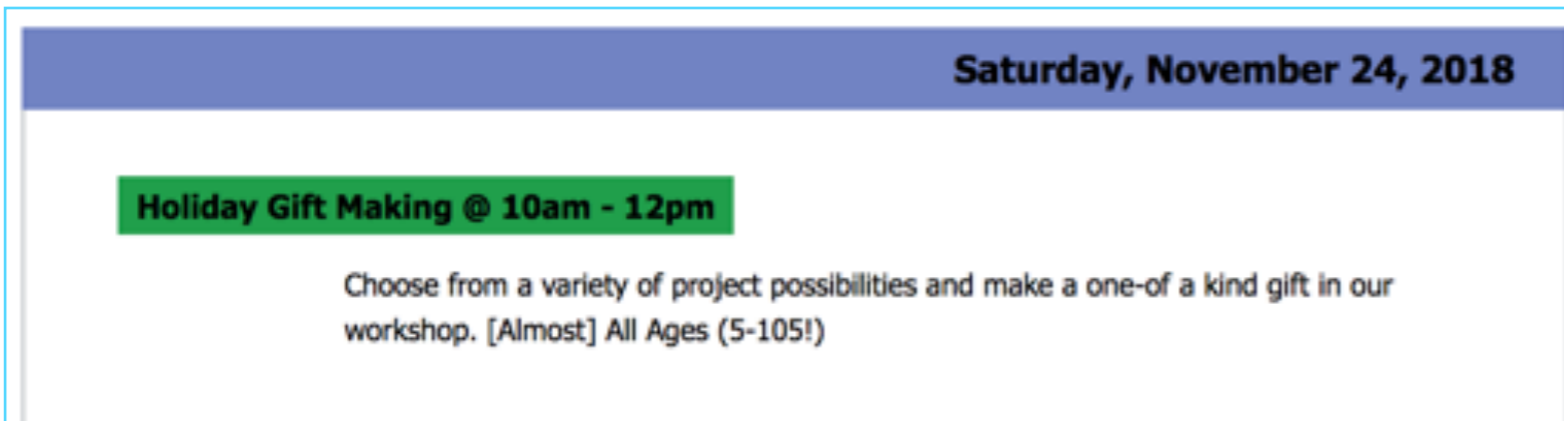 Saturday, November 24, 2018
Holiday Gift Making @ 10am - 12pm
Choose from a variety of project possibilities and make a one-of a kind gift in our
workshop. [Almost] All Ages (5-105!)